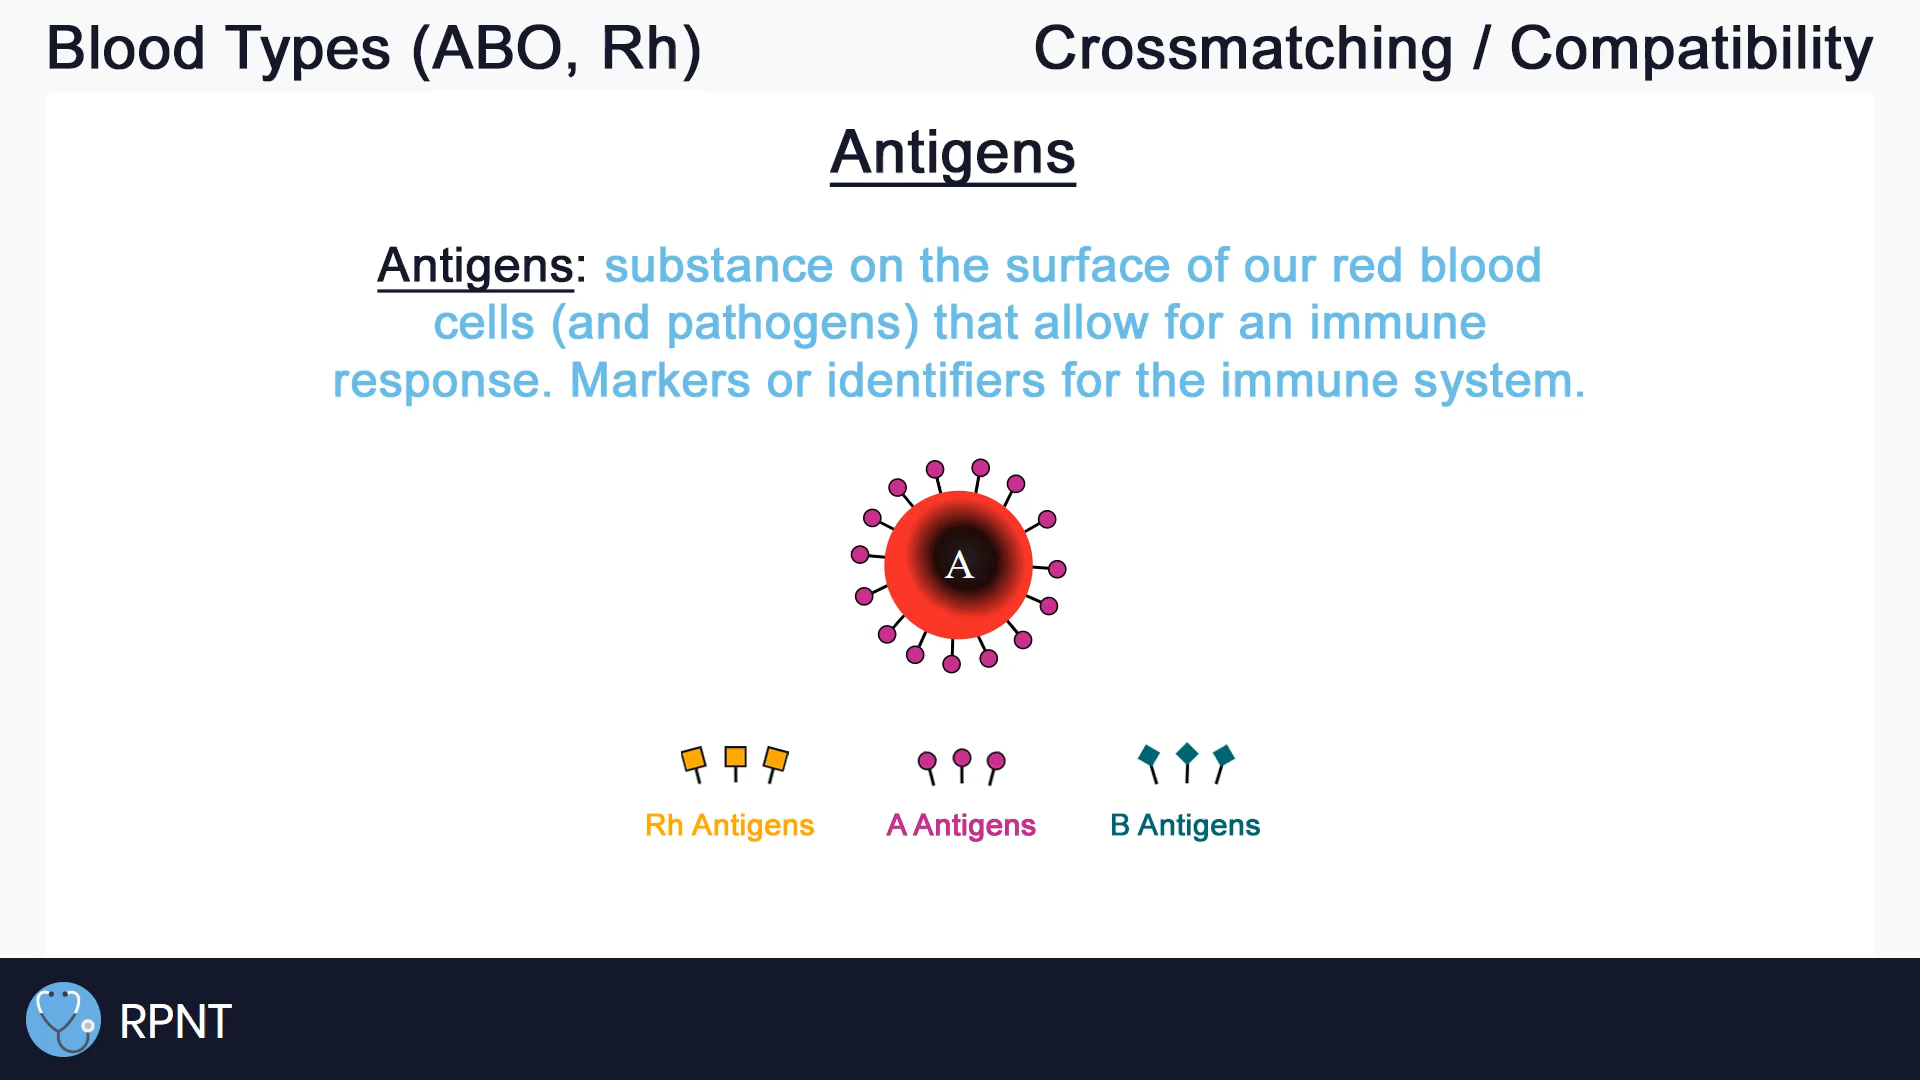 Blood Types (ABO, Rh)
Crossmatching / Compatibility
Antigens
Antigens: substance on the surface of our red blood
cells (and pathogens) that allow for an immune
response. Markers or identifiers for the immune system.
A
Rh Antigens
A Antigens
B Antigens
RPNT